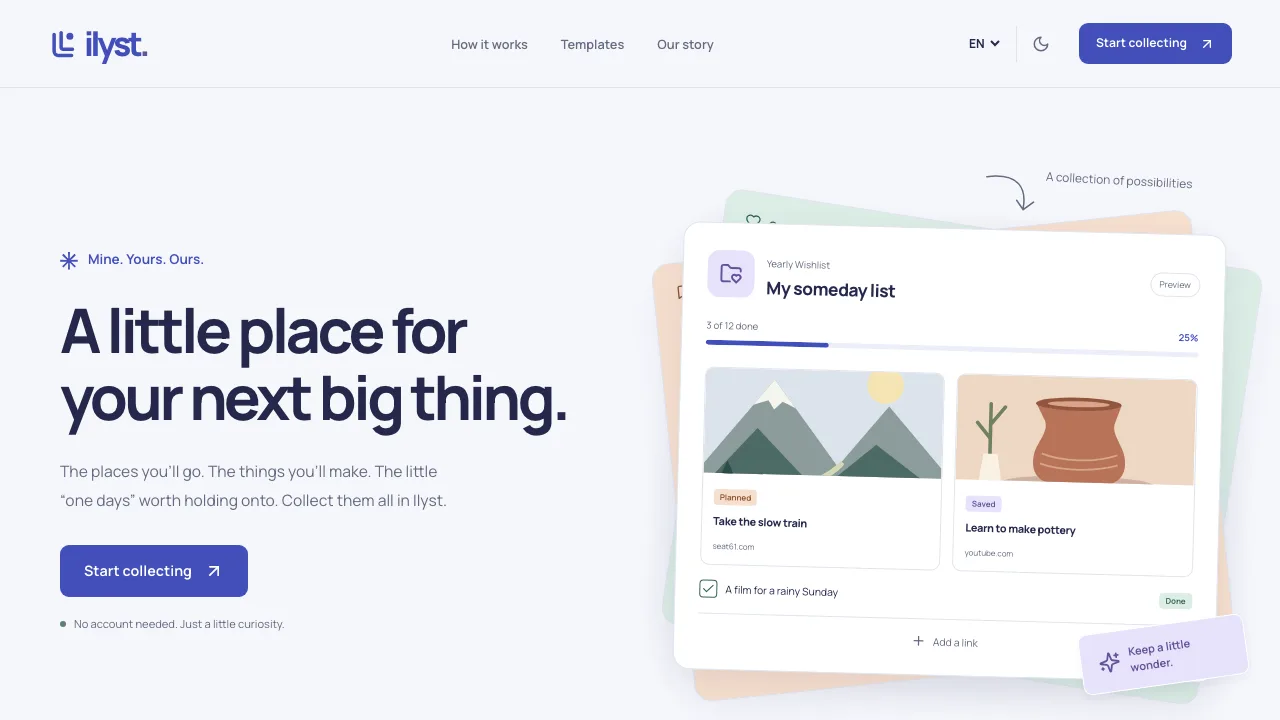 ilyst.
How it works
Templates
Our story
EN
Start collecting
A collection of possibilities
Mine. Yours. Ours.
A little place for
your next big thing.
The places you'll go. The things you'll make. The little
“one days” worth holding onto. Collect them all in Ilyst.
Start collecting
No account needed. Just a little curiosity.
Yearly Wishlist
My someday list
Preview
3 of 12 done
25%
Planned
Take the slow train
seat61.com
Saved
Learn to make pottery
youtube.com
A film for a rainy Sunday
Done
Add a link
Keep a little
wonder.